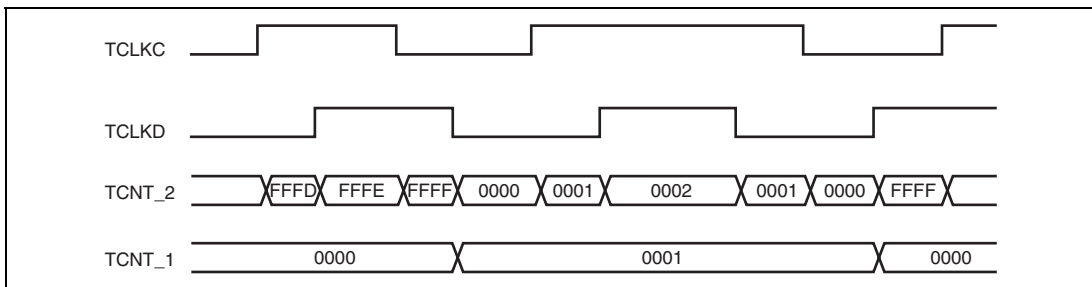 TCLKC
TCLKD
TCNT_2 FFFD FFFE FFFF 0000 0001 0002 0001 0000 FFFF
TCNT_1 0000 0001 0000